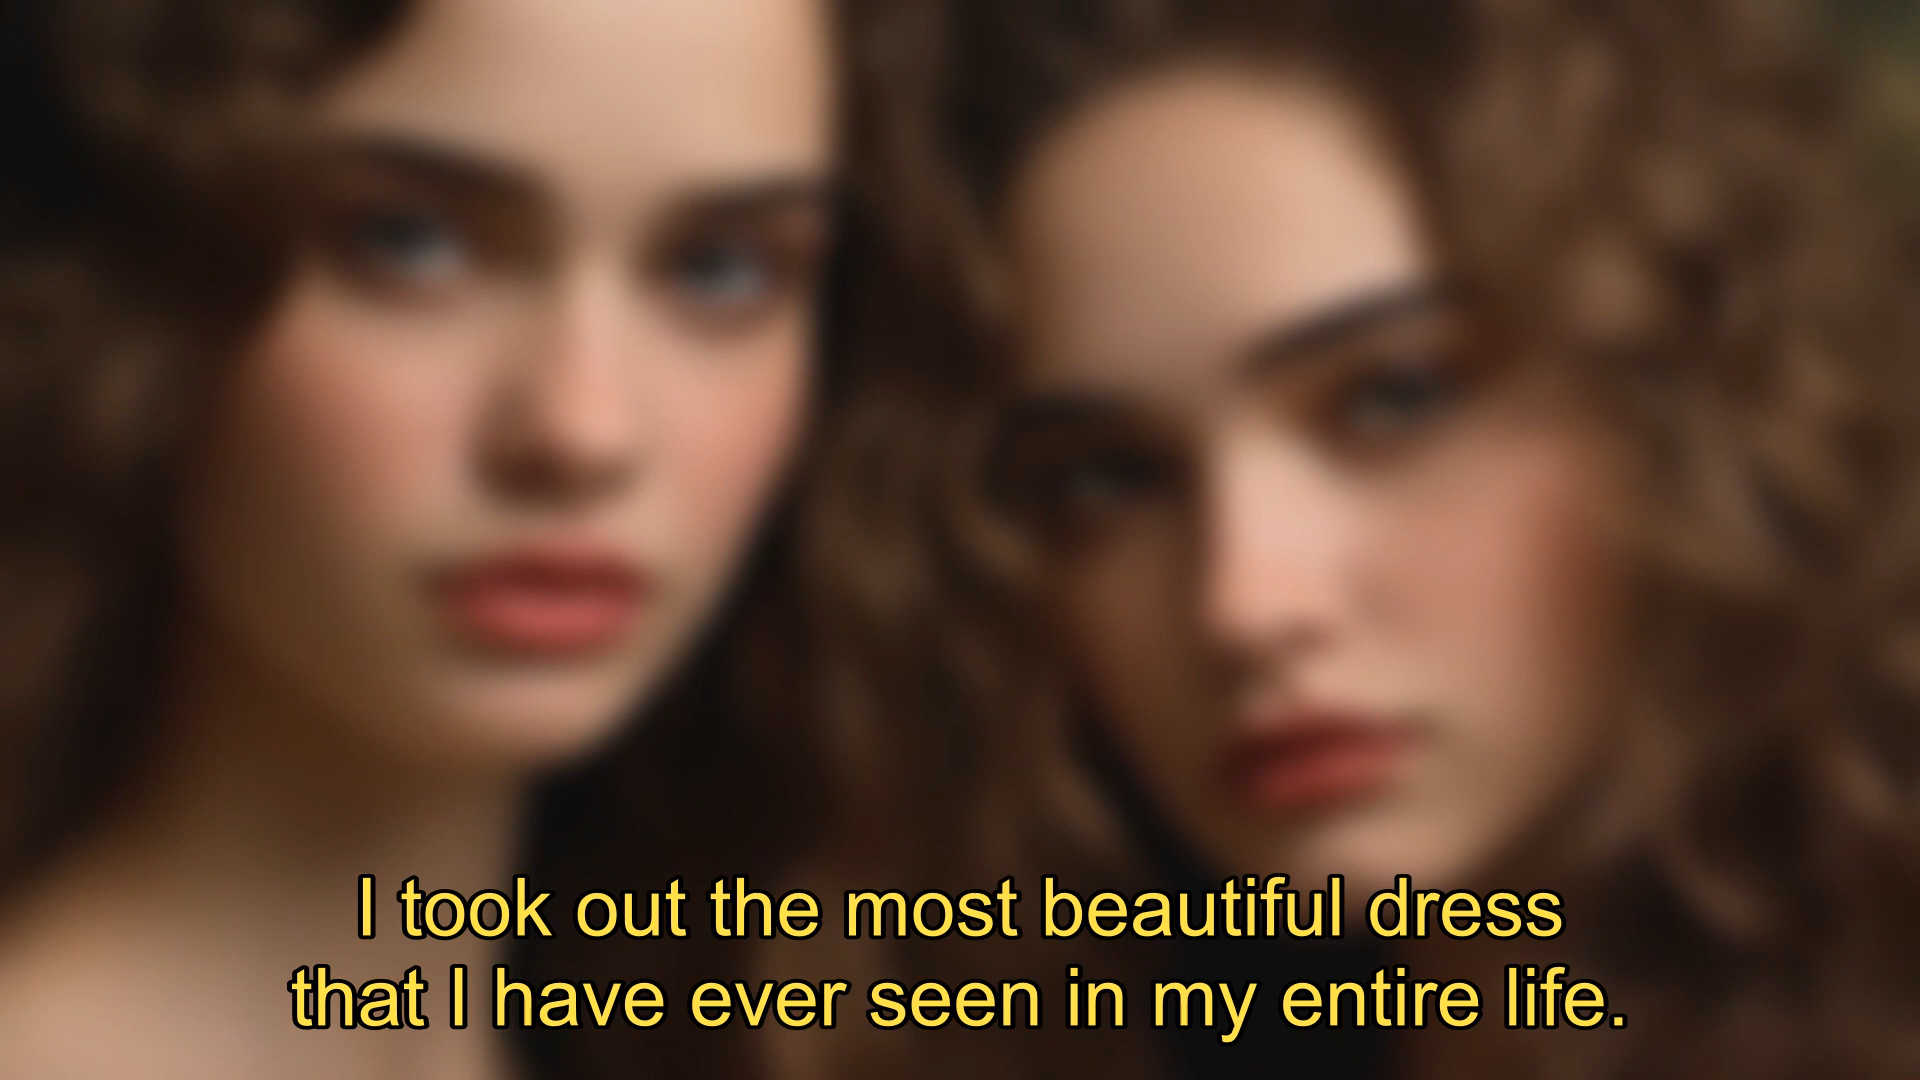 I took out the most beautiful dress
that I have ever seen in my entire life.